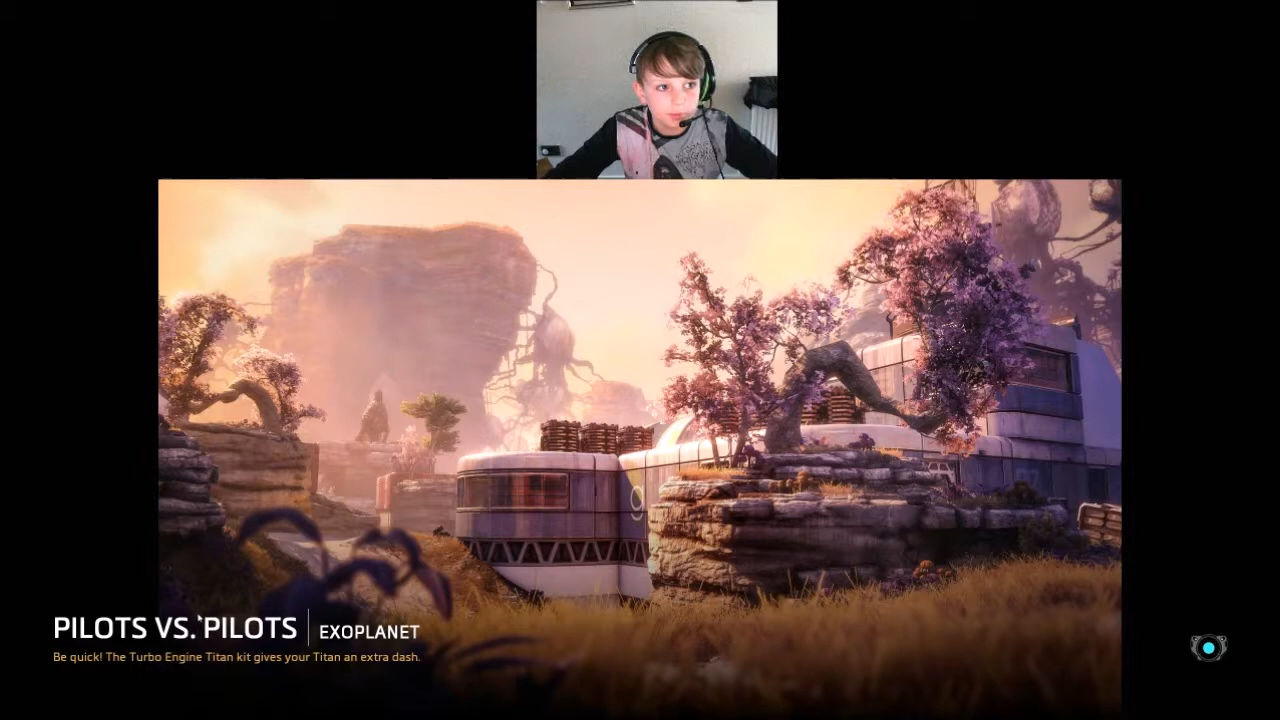 PILOTS VS. PILOTS | EXOPLANET
Be quick! The Turbo Engine Titan kit gives your Titan an extra dash.